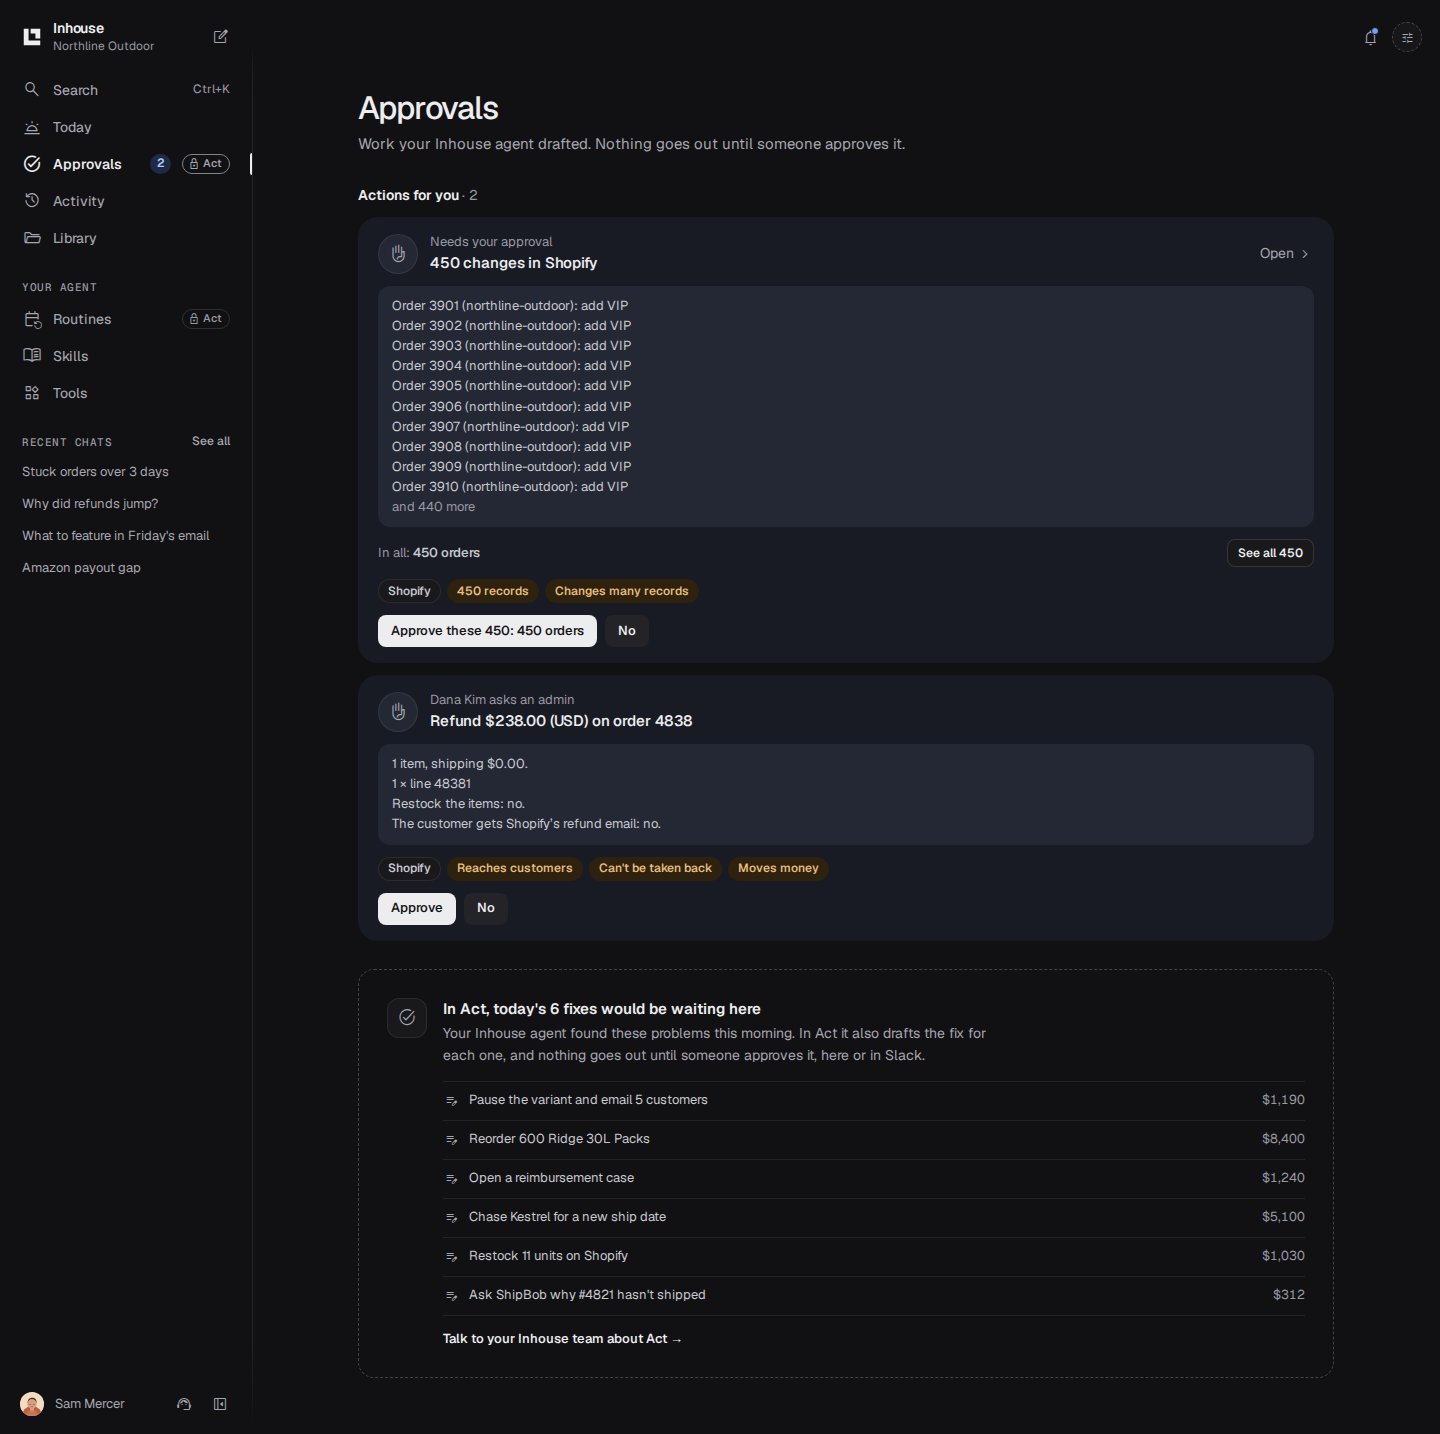 Inhouse
Northline Outdoor
Search Ctrl+K
Today
Approvals 2 Act
Activity
Library
YOUR AGENT
Routines Act
Skills
Tools
RECENT CHATS See all
Stuck orders over 3 days
Why did refunds jump?
What to feature in Friday's email
Amazon payout gap
Sam Mercer
Approvals
Work your Inhouse agent drafted. Nothing goes out until someone approves it.
Actions for you · 2
Needs your approval
450 changes in Shopify
Open
Order 3901 (northline-outdoor): add VIP
Order 3902 (northline-outdoor): add VIP
Order 3903 (northline-outdoor): add VIP
Order 3904 (northline-outdoor): add VIP
Order 3905 (northline-outdoor): add VIP
Order 3906 (northline-outdoor): add VIP
Order 3907 (northline-outdoor): add VIP
Order 3908 (northline-outdoor): add VIP
Order 3909 (northline-outdoor): add VIP
Order 3910 (northline-outdoor): add VIP
and 440 more
In all: 450 orders See all 450
Shopify 450 records Changes many records
Approve these 450: 450 orders No
Dana Kim asks an admin
Refund $238.00 (USD) on order 4838
1 item, shipping $0.00.
1 × line 48381
Restock the items: no.
The customer gets Shopify's refund email: no.
Shopify Reaches customers Can't be taken back Moves money
Approve No
In Act, today's 6 fixes would be waiting here
Your Inhouse agent found these problems this morning. In Act it also drafts the fix for
each one, and nothing goes out until someone approves it, here or in Slack.
Pause the variant and email 5 customers $1,190
Reorder 600 Ridge 30L Packs $8,400
Open a reimbursement case $1,240
Chase Kestrel for a new ship date $5,100
Restock 11 units on Shopify $1,030
Ask ShipBob why #4821 hasn't shipped $312
Talk to your Inhouse team about Act →